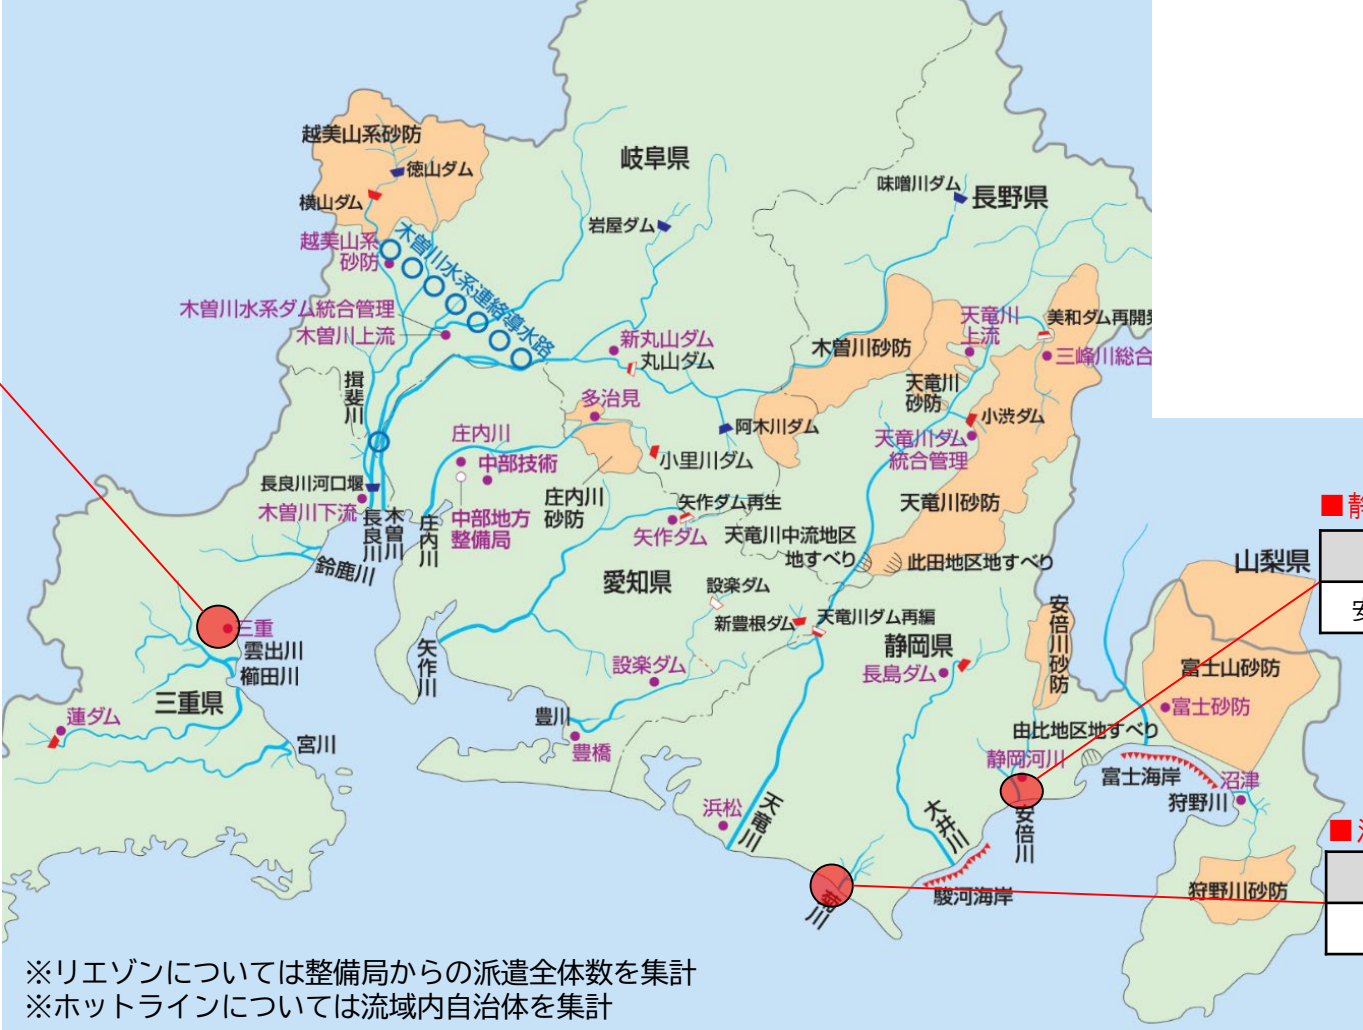 越美山系砂防
徳山ダム
横山ダム
岐阜県
岩屋ダム
味噌川ダム
長野県
越美山系
砂防
木曽川水系連絡導水路
木曽川水系ダム統合管理
木曽川上流
新丸山ダム
丸山ダム
木曽川砂防
天竜川
上流
美和ダム再開発
三峰川総合
揖斐川
多治見
阿木川ダム
天竜川
砂防
小渋ダム
庄内川
中部技術
小里川ダム
天竜川ダム
統合管理
長良川河口堰
木曽川下流
長良川
木曽川
庄内川
中部地方
整備局
庄内川
砂防
矢作ダム再生
矢作ダム
天竜川中流地区
地すべり
天竜川砂防
此田地区地すべり
鈴鹿川
愛知県
設楽ダム
新豊根ダム
天竜川ダム再編
安倍川砂防
山梨県
三重
雲出川
櫛田川
三重県
蓮ダム
宮川
矢作川
設楽ダム
静岡県
長島ダム
富士山砂防
富士砂防
豊川
豊橋
由比地区地すべり
静岡河川
富士海岸
沼津
狩野川
浜松
天竜川
大井川
安倍川
菊川
駿河海岸
狩野川砂防
■静
安
■
※リエゾンについては整備局からの派遣全体数を集計
※ホットラインについては流域内自治体を集計